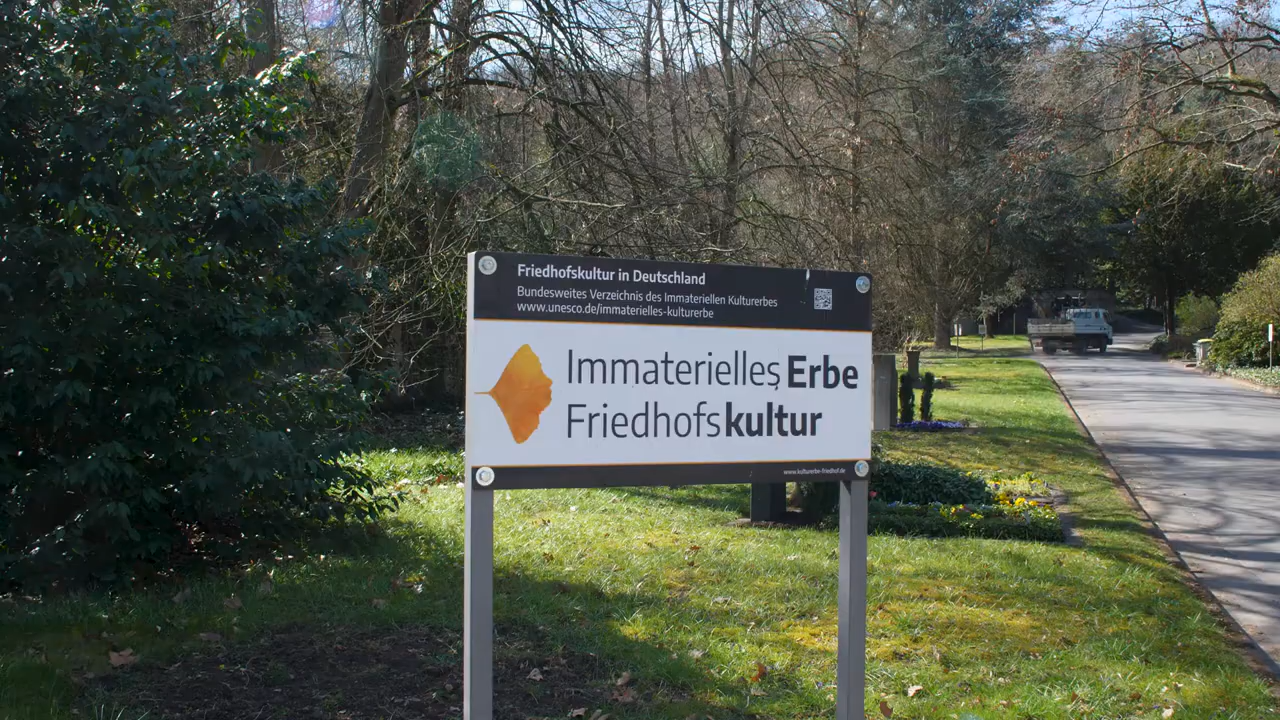 Friedhofskultur in Deutschland
Bundesweites Verzeichnis des Immateriellen Kulturerbes
www.unesco.de/immaterielles-kulturerbe
Immaterielles Erbe
Friedhofskultur
www.kulturerbe-friedhof.de